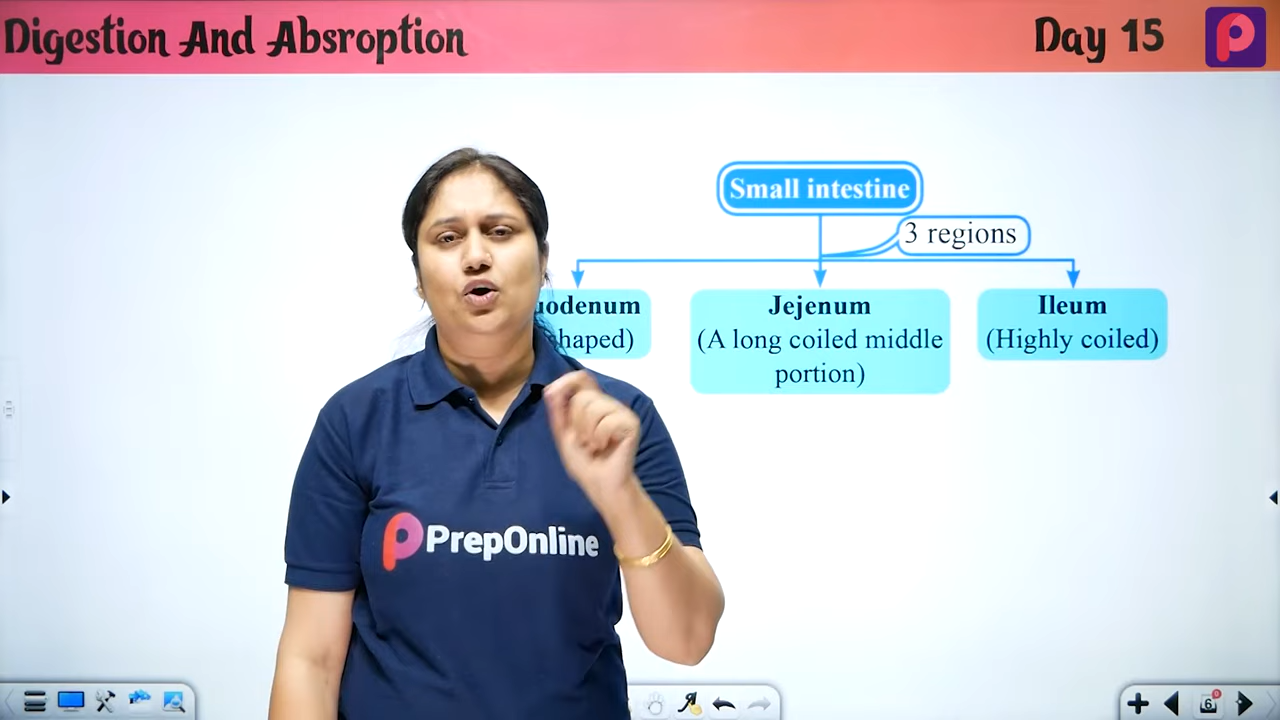 Digestion And Absroption
Day 15
Small intestine
3 regions
uodenum
haped)
Jejenum
(A long coiled middle
portion)
Ileum
(Highly coiled)
PrepOnline